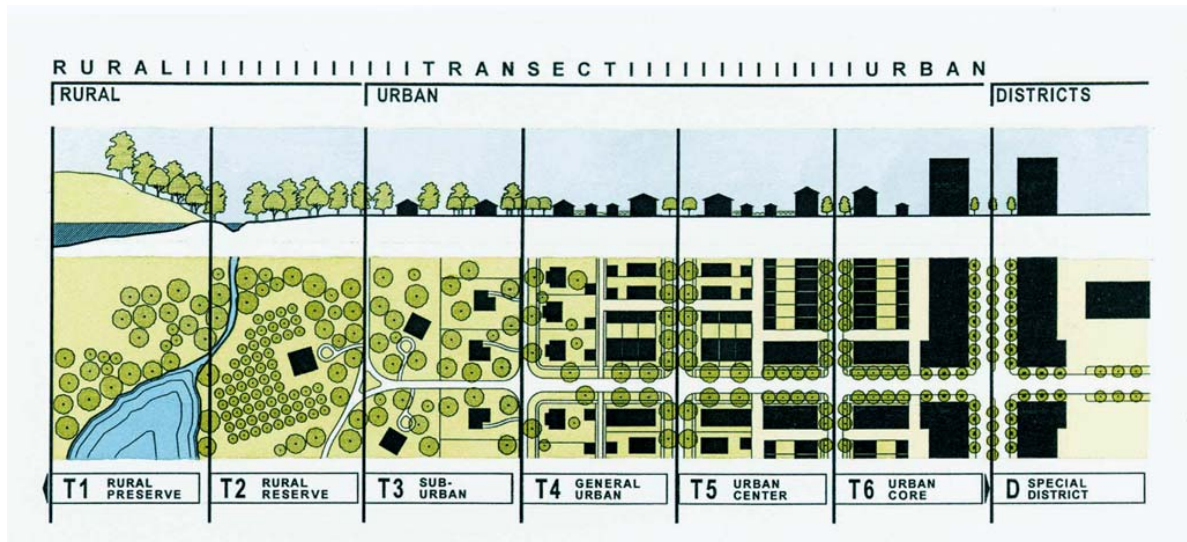 RURALIIIIIIIIIIIIITRANSECTIIIIIIIIIIIIIURBAN
RURAL
URBAN
DISTRICTS
T1 RURAL PRESERVE
T2 RURAL RESERVE
T3 SUB-URBAN
T4 GENERAL URBAN
T5 URBAN CENTER
T6 URBAN CORE
D SPECIAL DISTRICT